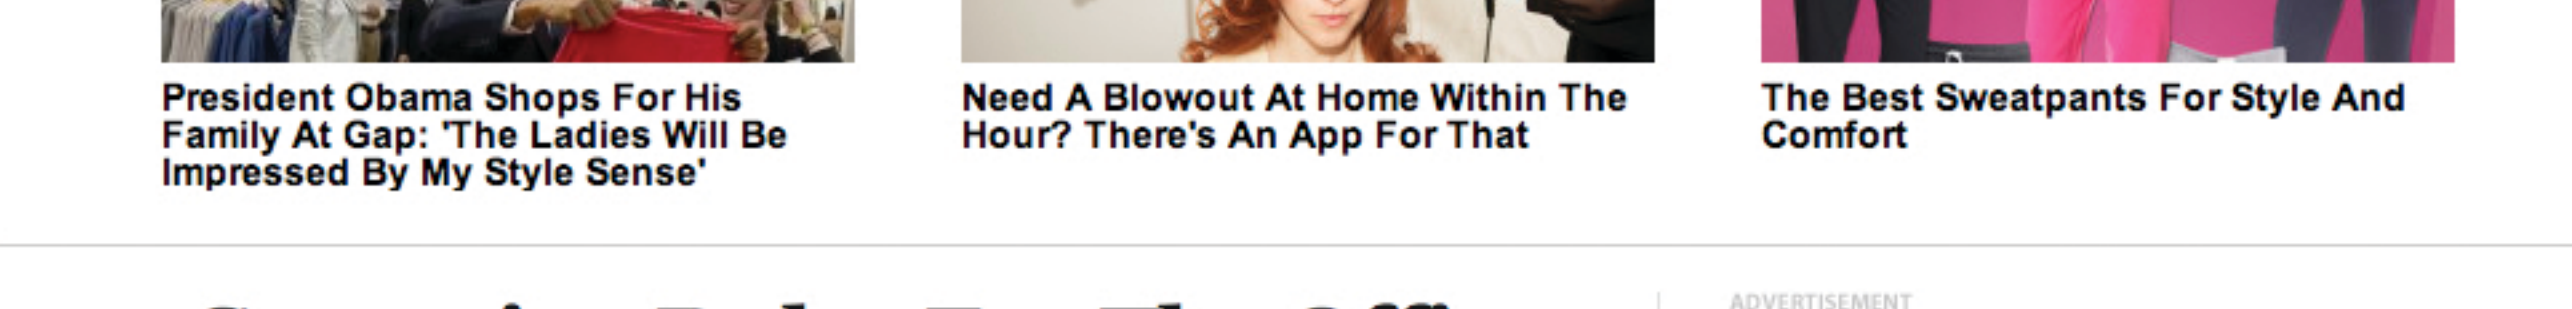 President Obama Shops For His
Family At Gap: 'The Ladies Will Be
Impressed By My Style Sense'
Need A Blowout At Home Within The
Hour? There's An App For That
The Best Sweatpants For Style And
Comfort
ADVERTISEMENT